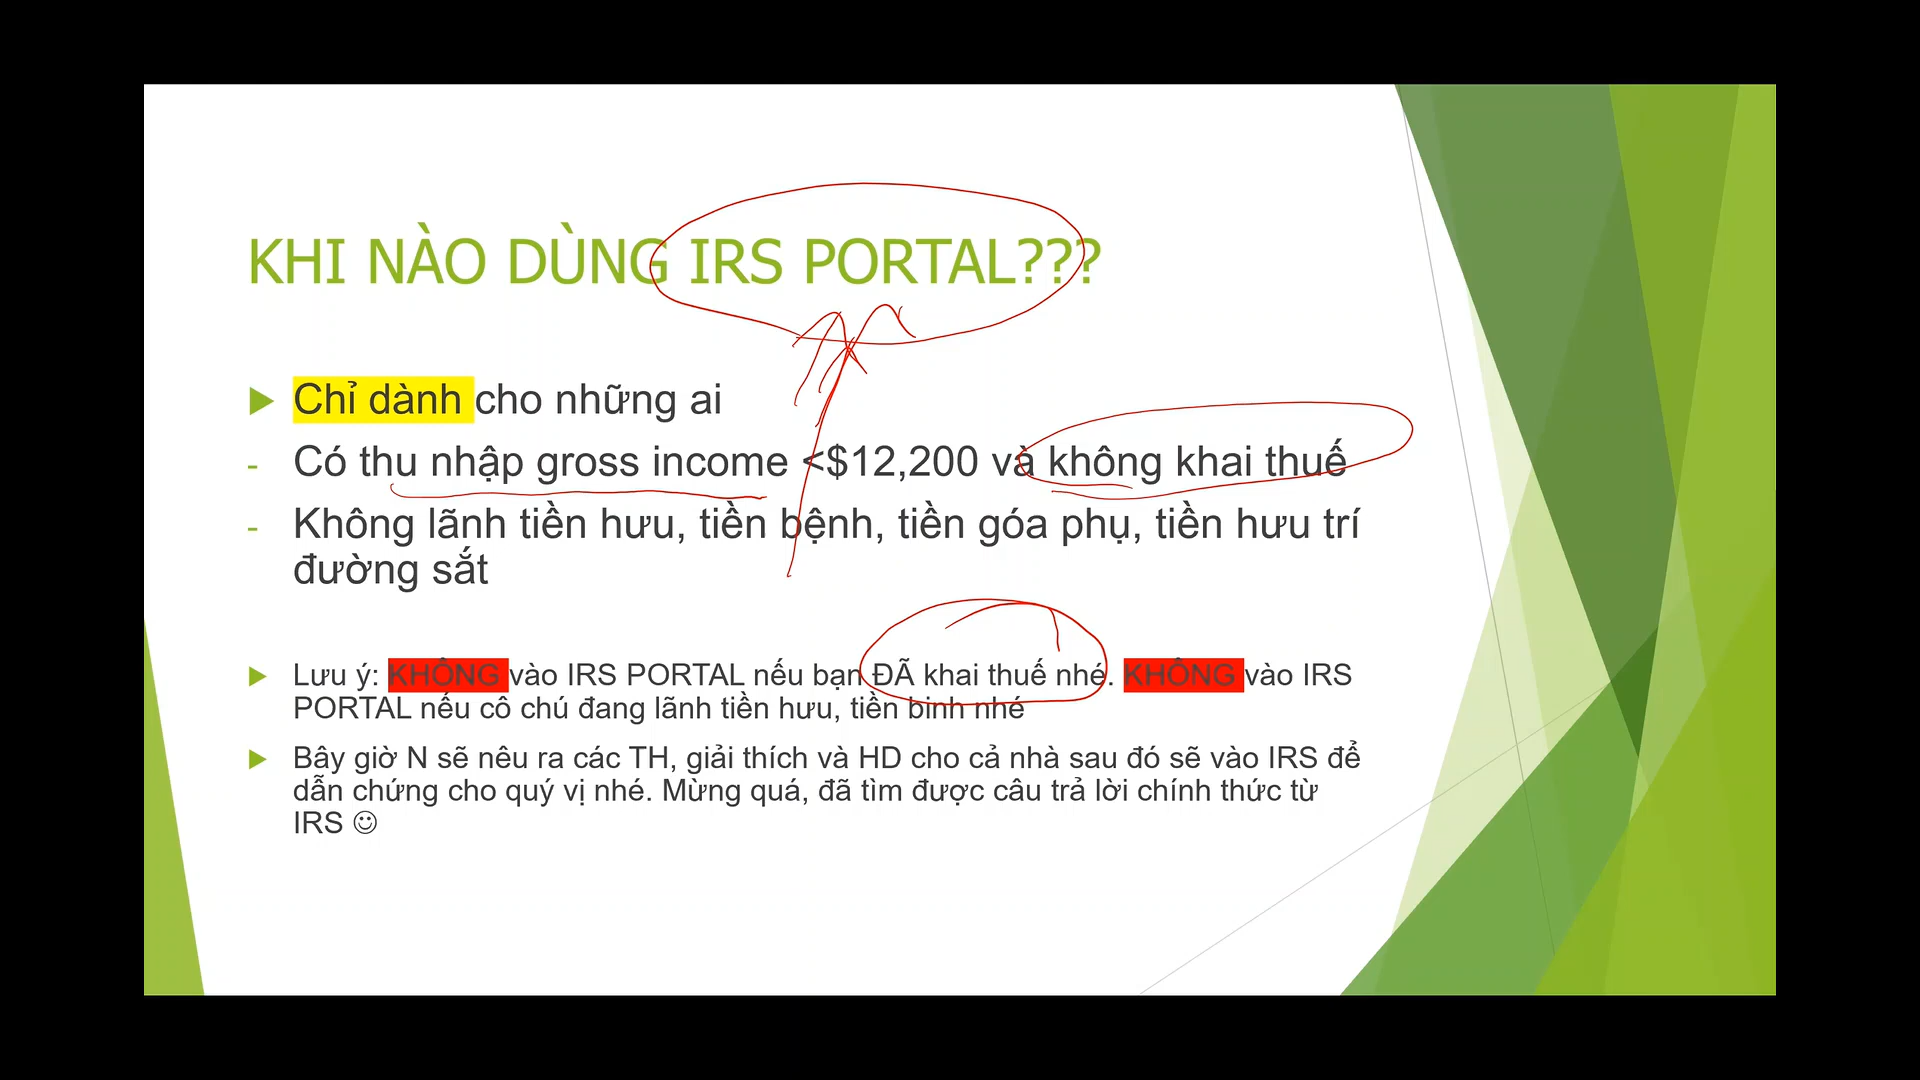 KHI NÀO DÙNG IRS PORTAL???
Chỉ dành cho những ai
- Có thu nhập gross income <$12,200 và không khai thuế
- Không lãnh tiền hưu, tiền bệnh, tiền góa phụ, tiền hưu trí
đường sắt
Lưu ý: KHÔNG vào IRS PORTAL nếu bạn ĐÃ khai thuế nhé. KHÔNG vào IRS
PORTAL nếu cô chú đang lãnh tiền hưu, tiền binh nhé
Bây giờ N sẽ nêu ra các TH, giải thích và HD cho cả nhà sau đó sẽ vào IRS để
dẫn chứng cho quý vị nhé. Mừng quá, đã tìm được câu trả lời chính thức từ
IRS ☺